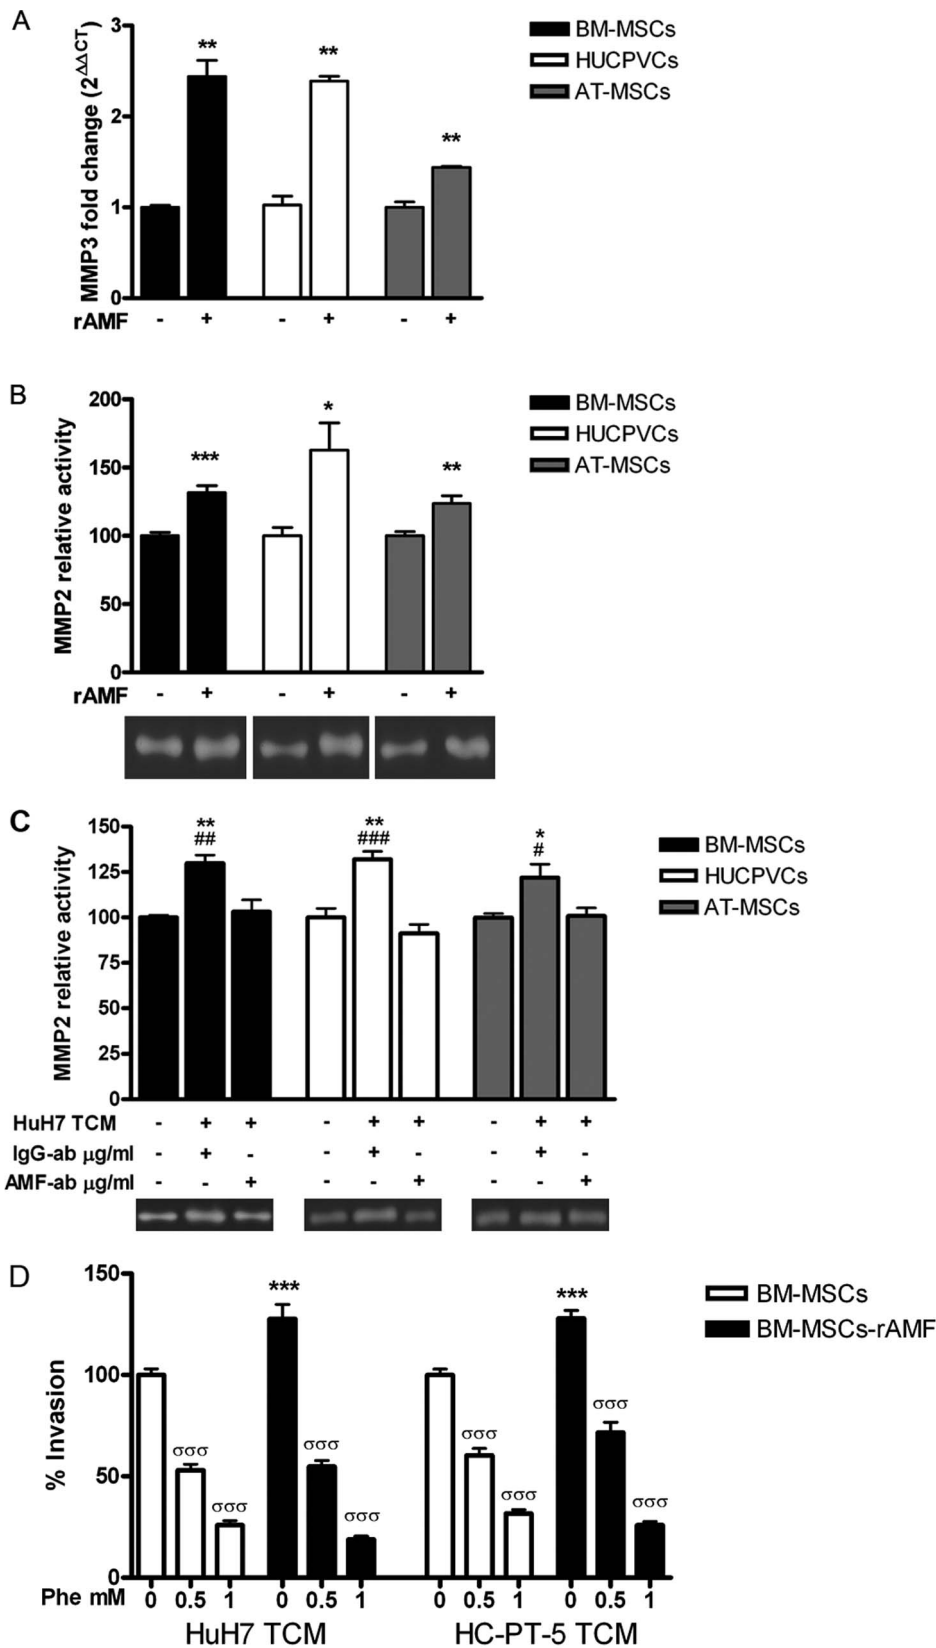 A
MMP3 fold change (2^ΔΔCT)
3
2
1
0
** ** **
rAMF - + - + - +
BM-MSCs
HUCPVCs
AT-MSCs
B
MMP2 relative activity
200
150
100
50
0
*** * **
rAMF - + - + - +
BM-MSCs
HUCPVCs
AT-MSCs
C
MMP2 relative activity
150
125
100
75
50
25
0
** ** *
## ### #
BM-MSCs
HUCPVCs
AT-MSCs
HuH7 TCM - + + - + + - + +
IgG-ab μg/ml - + - - + - - + -
AMF-ab μg/ml - - + - - + - - +
D
% Invasion
150
100
50
0
*** ***
σσσ σσσ σσσ σσσ σσσ σσσ σσσ σσσ
BM-MSCs
BM-MSCs-rAMF
Phe mM 0 0.5 1 0 0.5 1 0 0.5 1 0 0.5 1
HuH7 TCM HC-PT-5 TCM